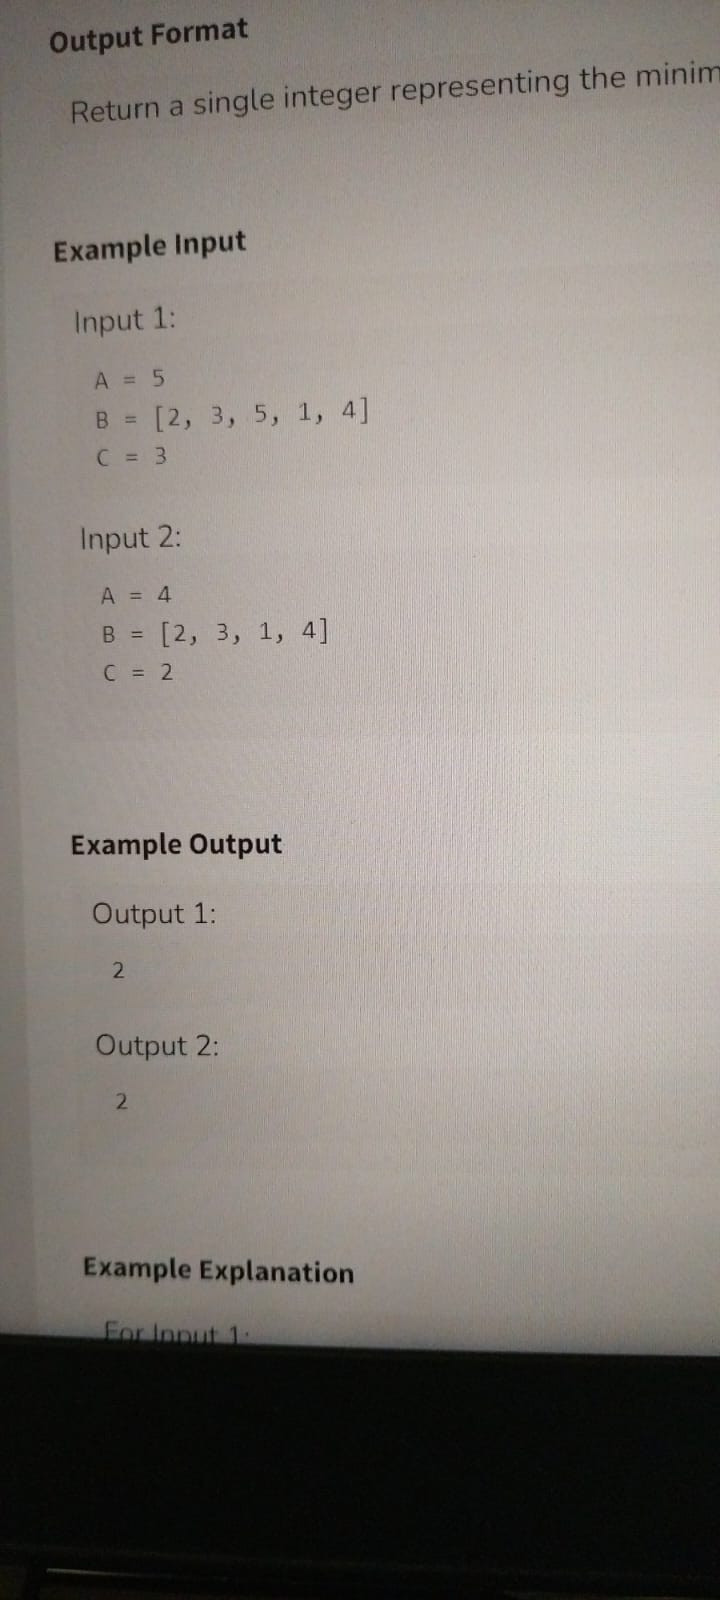 Output Format
Return a single integer representing the minim
Example Input
Input 1:
A = 5
B = [2, 3, 5, 1, 4]
C = 3
Input 2:
A = 4
B = [2, 3, 1, 4]
C = 2
Example Output
Output 1:
2
Output 2:
2
Example Explanation
For Input 1: